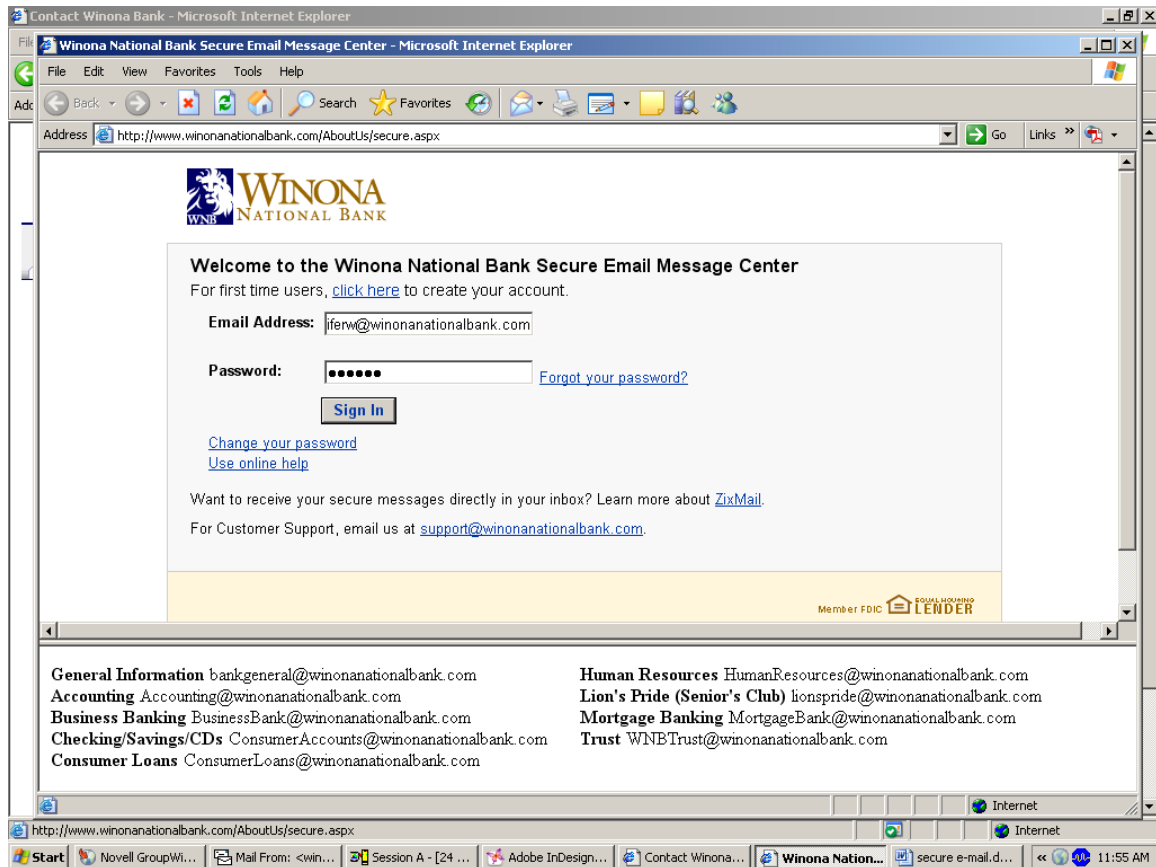 Contact Winona Bank - Microsoft Internet Explorer
Winona National Bank Secure Email Message Center - Microsoft Internet Explorer
File Edit View Favorites Tools Help
Back Search Favorites
Address http://www.winonanationalbank.com/AboutUs/secure.aspx Go Links »
WNB WINONA
NATIONAL BANK
Welcome to the Winona National Bank Secure Email Message Center
For first time users, click here to create your account.
Email Address: iferw@winonanationalbank.com
Password: ●●●●●● Forgot your password?
Sign In
Change your password
Use online help
Want to receive your secure messages directly in your inbox? Learn more about ZixMail.
For Customer Support, email us at support@winonanationalbank.com.
Member FDIC EQUAL HOUSING LENDER
General Information bankgeneral@winonanationalbank.com
Accounting Accounting@winonanationalbank.com
Business Banking BusinessBank@winonanationalbank.com
Checking/Savings/CDs ConsumerAccounts@winonanationalbank.com
Consumer Loans ConsumerLoans@winonanationalbank.com
Human Resources HumanResources@winonanationalbank.com
Lion's Pride (Senior's Club) lionspride@winonanationalbank.com
Mortgage Banking MortgageBank@winonanationalbank.com
Trust WNBTrust@winonanationalbank.com
Internet
http://www.winonanationalbank.com/AboutUs/secure.aspx Internet
Start Novell GroupWi... Mail From: <win... Session A - [24 ... Adobe InDesign... Contact Winona... Winona Nation... secure e-mail.d... « 11:55 AM